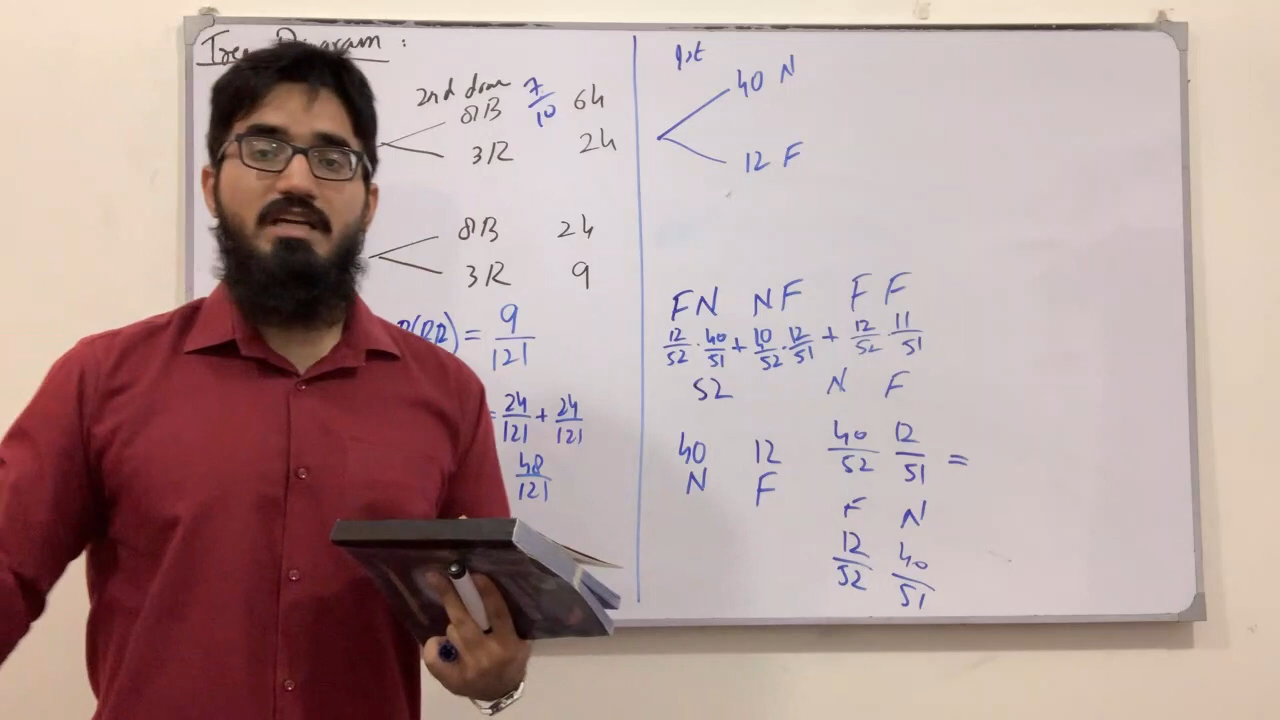 Tree Diagram :
2nd draw
8B 7/10 64
3R 24
8B 24
3R 9
P(RR) = 9/121
= 24/121 + 24/121
48/121
1st
40 N
12 F
FN NF FF
12/52 . 40/51 + 40/52 . 12/51 + 12/52 . 11/51
52 N F
40 12 40/52 12/51 =
N F
F N
12/52 40/51